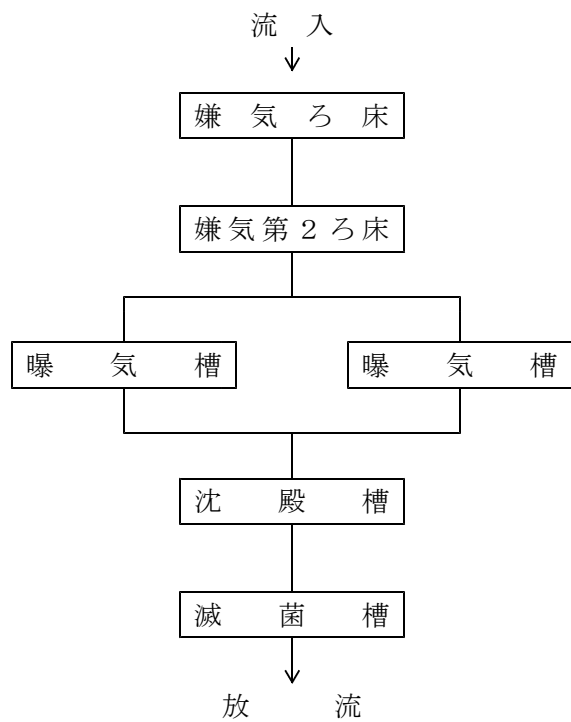 流 入
嫌 気 ろ 床
嫌気第２ろ床
曝 気 槽
曝 気 槽
沈 殿 槽
滅 菌 槽
放 流